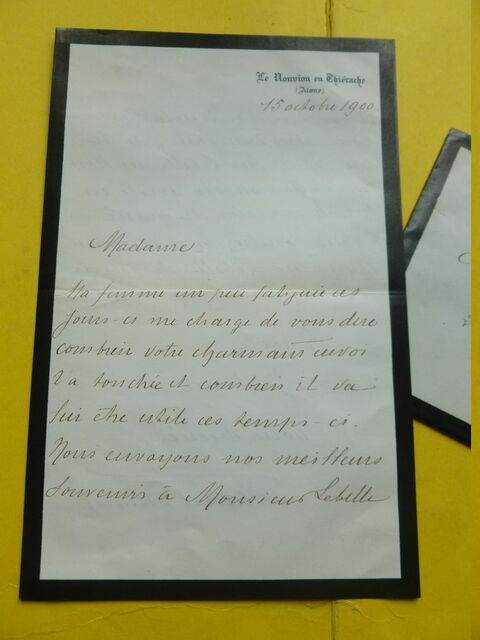 Le Nouvion en Thiérache
(Aisne)
15 octobre 1900
Madame
Ma femme un peu fatiguée ces
jours-ci me charge de vous dire
combien votre charmant envoi
l'a touchée et combien il va
lui être utile ces temps-ci.
Nous envoyons nos meilleurs
souvenirs à Monsieur Lebelle